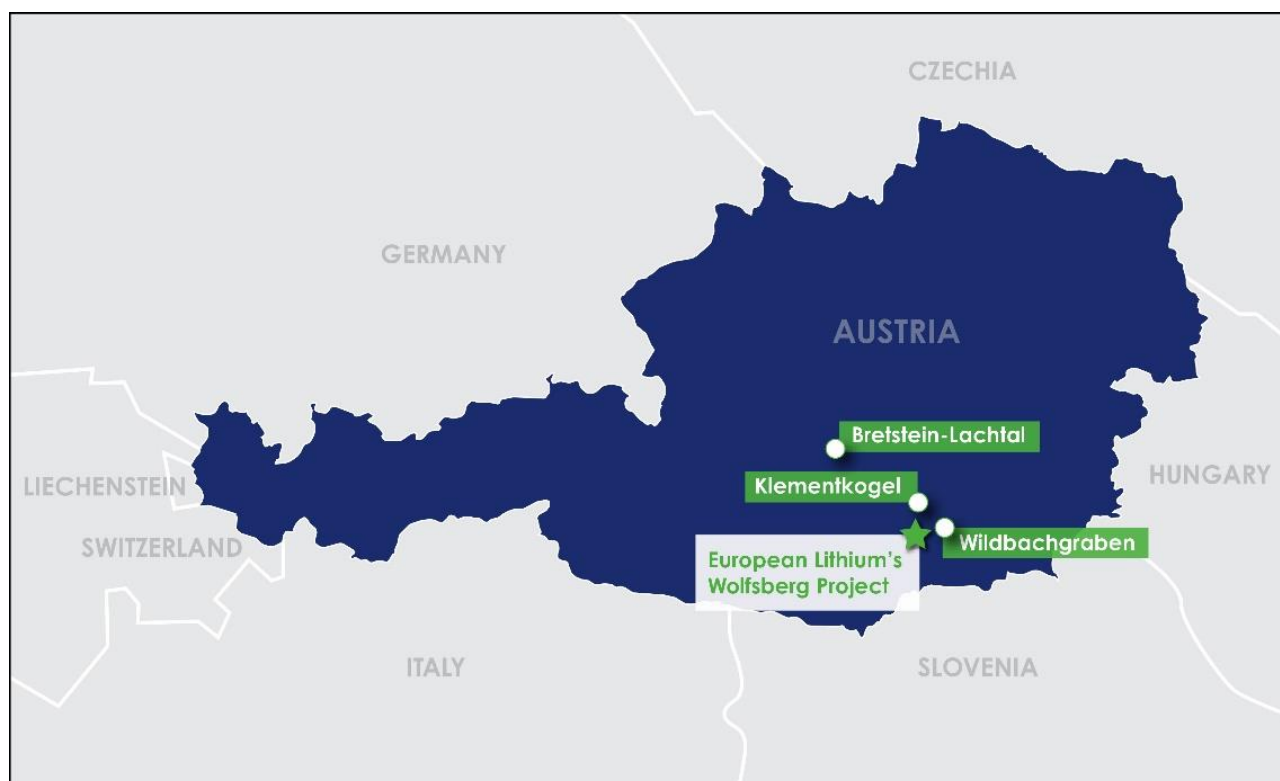 CZECHIA
GERMANY
AUSTRIA
Bretstein-Lachtal
LIECHENSTEIN
Klementkogel
HUNGARY
SWITZERLAND
Wildbachgraben
European Lithium's
Wolfsberg Project
ITALY
SLOVENIA